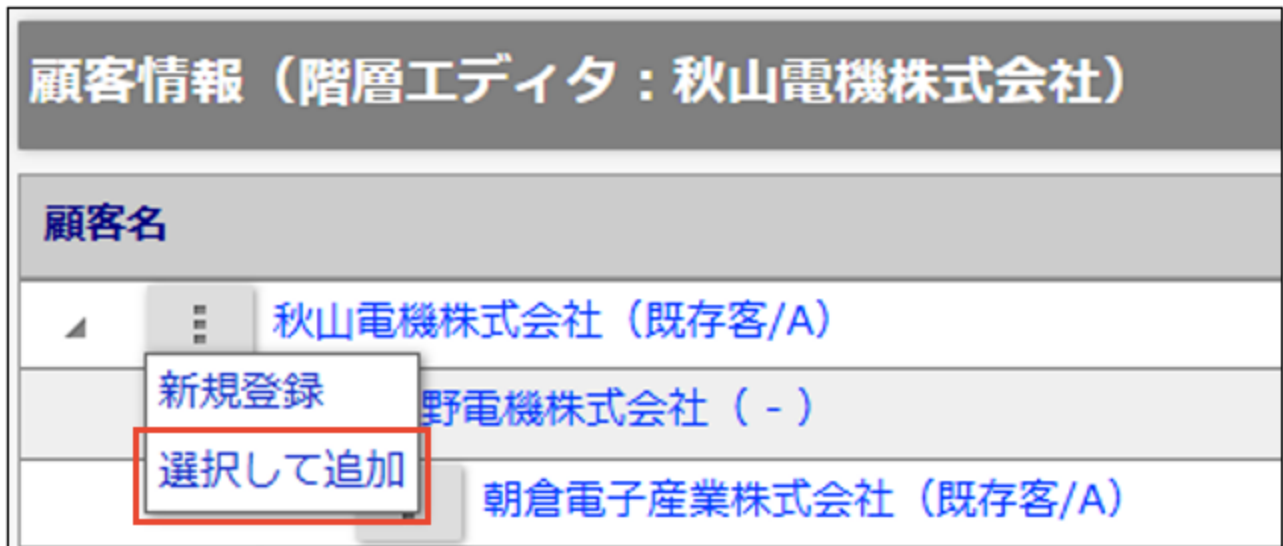 顧客情報（階層エディタ：秋山電機株式会社）
顧客名
秋山電機株式会社（既存客/A）
新規登録
野電機株式会社（ - ）
選択して追加
朝倉電子産業株式会社（既存客/A）